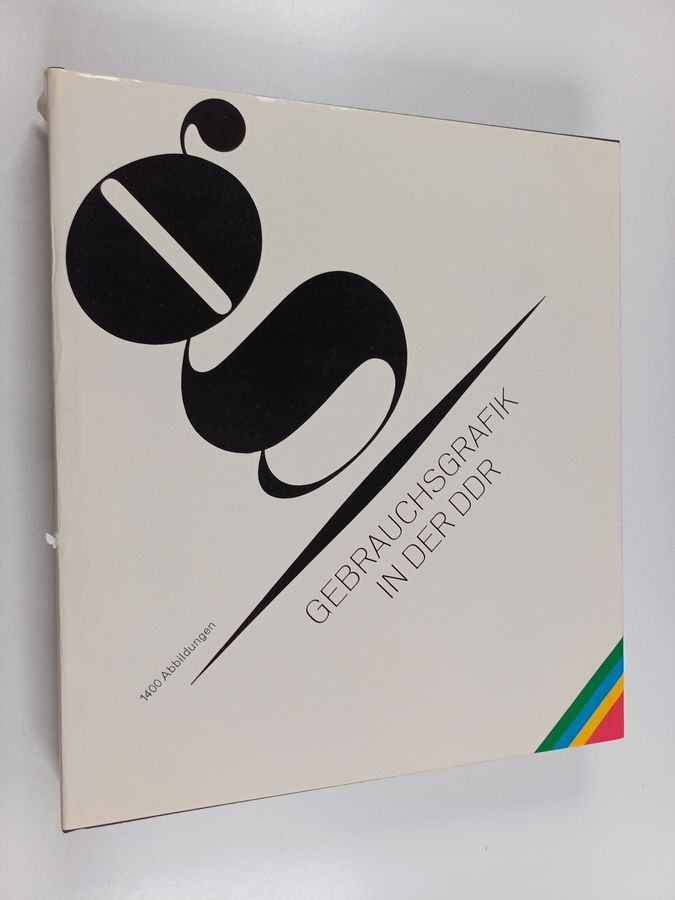 g
GEBRAUCHSGRAFIK
IN DER DDR
1400 Abbildungen